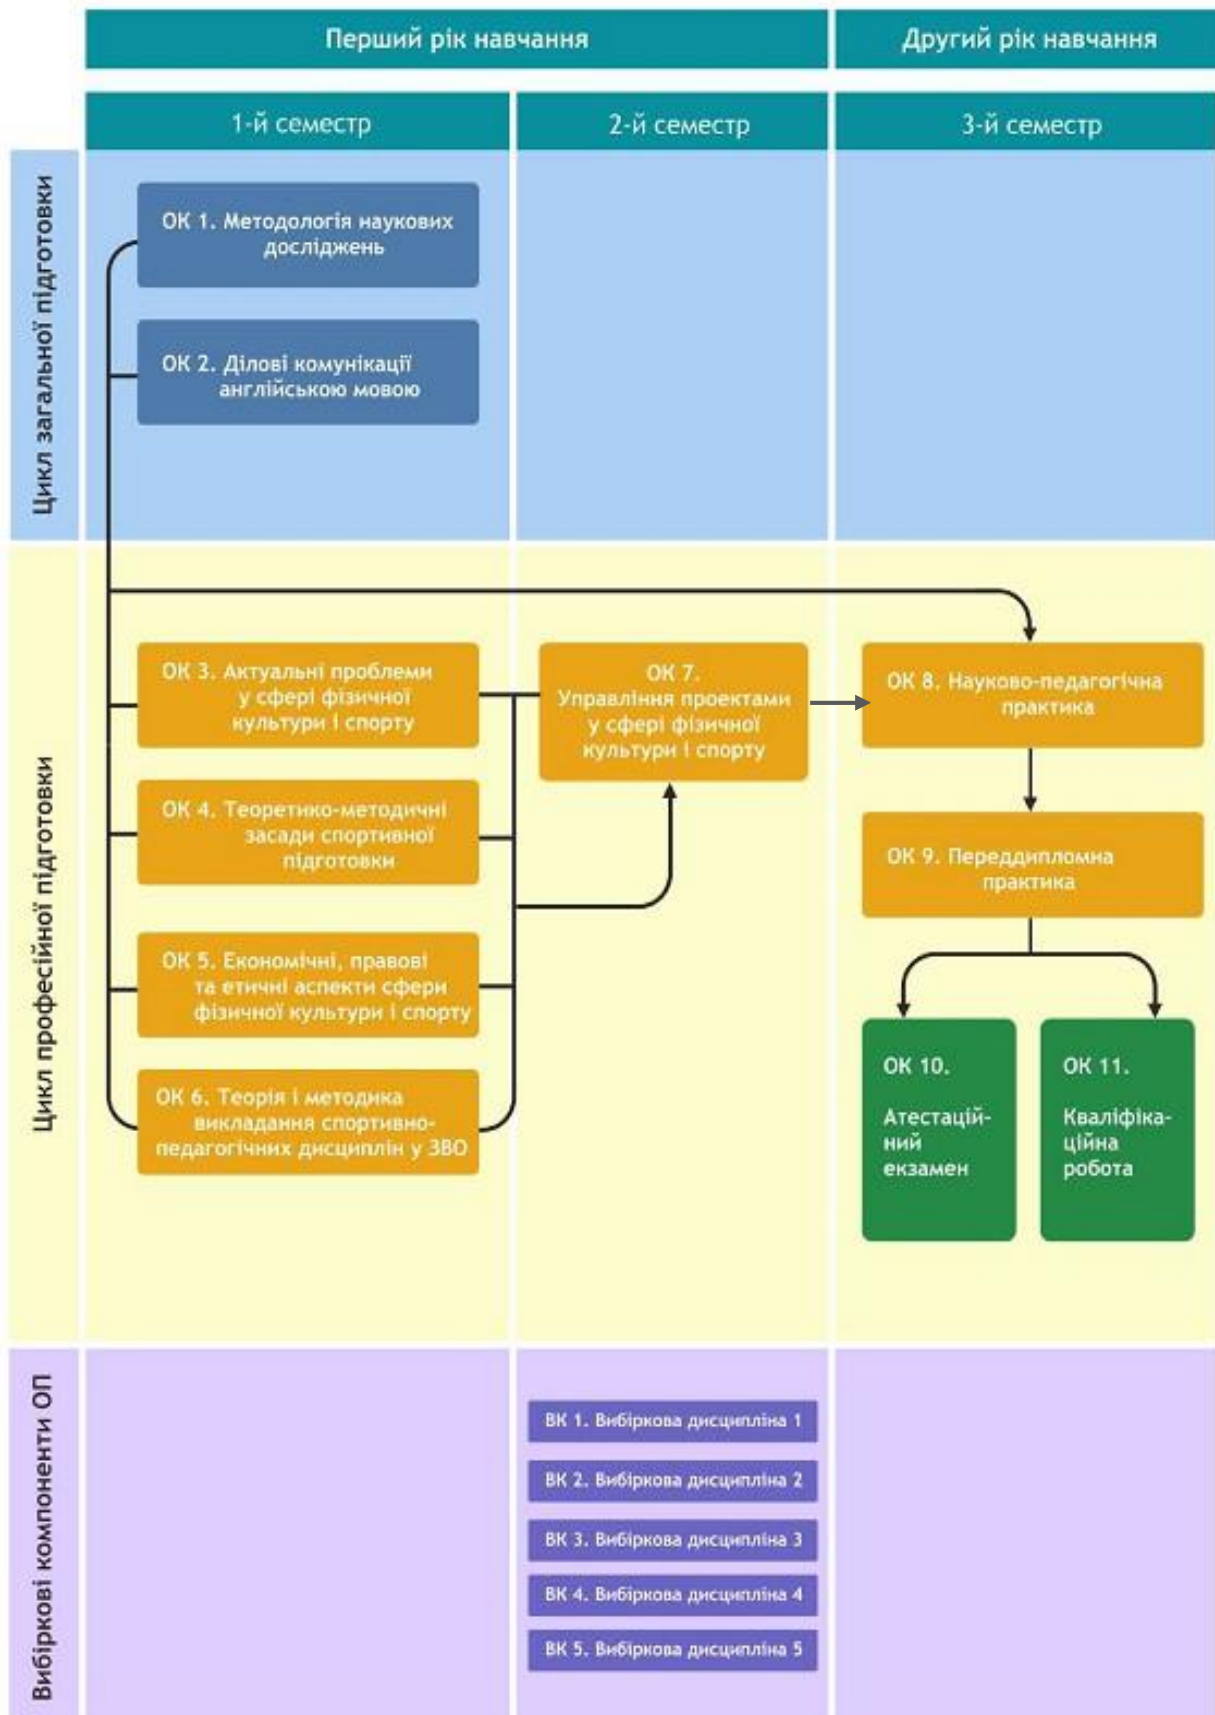 Перший рік навчання
Другий рік навчання
1-й семестр
2-й семестр
3-й семестр
Цикл загальної підготовки
ОК 1. Методологія наукових
досліджень
ОК 2. Ділові комунікації
англійською мовою
Цикл професійної підготовки
ОК 3. Актуальні проблеми
у сфері фізичної
культури і спорту
ОК 4. Теоретико-методичні
засади спортивної
підготовки
ОК 5. Економічні, правові
та етичні аспекти сфери
фізичної культури і спорту
ОК 6. Теорія і методика
викладання спортивно-
педагогічних дисциплін у ЗВО
ОК 7.
Управління проектами
у сфері фізичної
культури і спорту
ОК 8. Науково-педагогічна
практика
ОК 9. Переддипломна
практика
ОК 10.
Атестацій-
ний
екзамен
ОК 11.
Кваліфіка-
ційна
робота
Вибіркові компоненти ОП
ВК 1. Вибіркова дисципліна 1
ВК 2. Вибіркова дисципліна 2
ВК 3. Вибіркова дисципліна 3
ВК 4. Вибіркова дисципліна 4
ВК 5. Вибіркова дисципліна 5